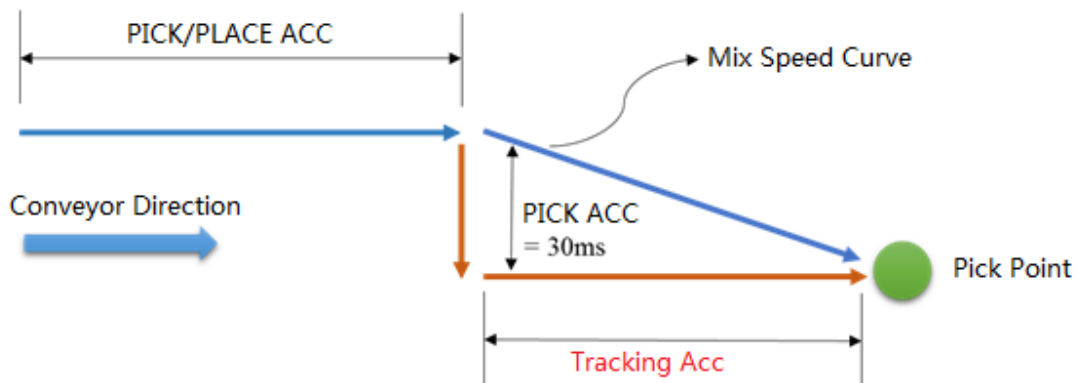 PICK/PLACE ACC
Mix Speed Curve
Conveyor Direction
PICK ACC
= 30ms
Pick Point
Tracking Acc